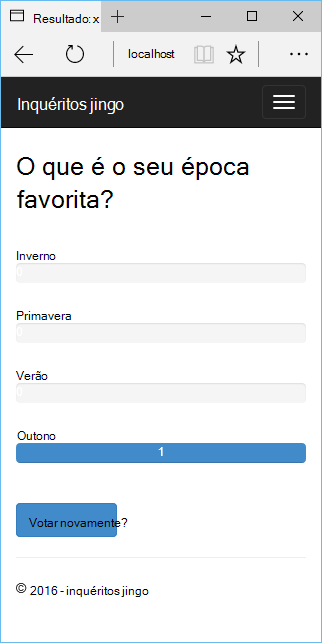 Resultado: x
localhost
Inquéritos jingo
O que é o seu época
favorita?
Inverno
0
Primavera
0
Verão
0
Outono
1
Votar novamente?
© 2016 - inquéritos jingo